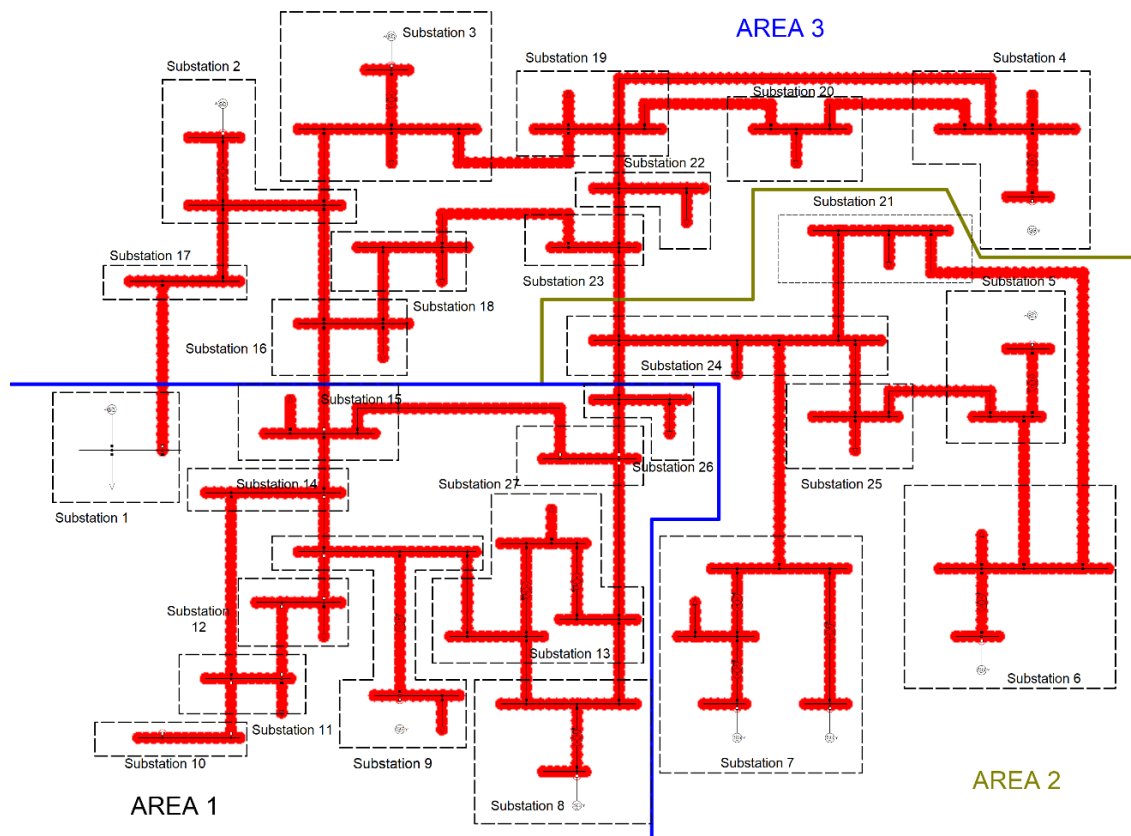 AREA 3
Substation 3
Substation 19
Substation 4
Substation 2
Substation 20
Substation 22
Substation 21
Substation 17
Substation 23
Substation 18
Substation 5
Substation 16
Substation 24
Substation 15
Substation 26
Substation 27
Substation 14
Substation 25
Substation 1
Substation
12
Substation 13
Substation 6
Substation 11
Substation 10
Substation 9
Substation 7
Substation 8
AREA 1
AREA 2